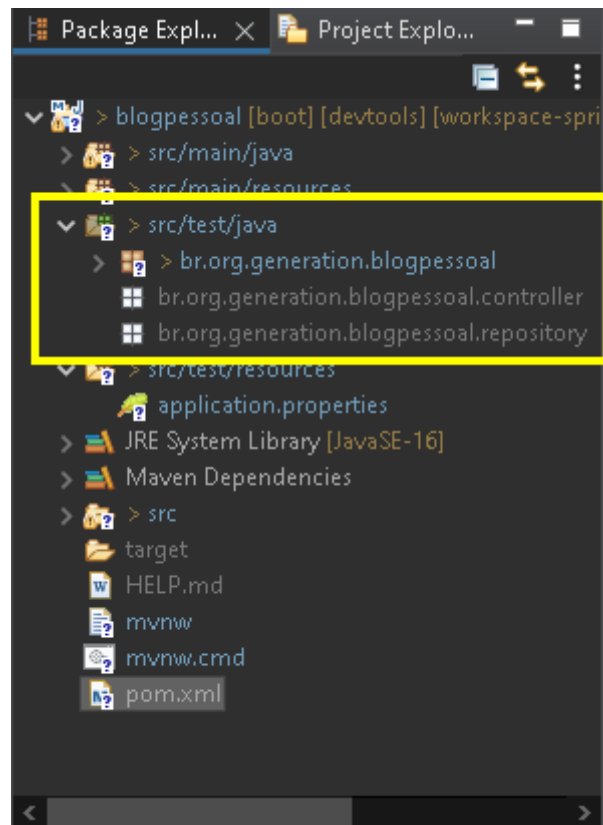 Package Expl...
Project Explo...
> blogpessoal [boot] [devtools] [workspace-spri
> src/main/java
> src/main/resources
> src/test/java
> br.org.generation.blogpessoal
br.org.generation.blogpessoal.controller
br.org.generation.blogpessoal.repository
> src/test/resources
application.properties
JRE System Library [JavaSE-16]
Maven Dependencies
> src
target
HELP.md
mvnw
mvnw.cmd
pom.xml